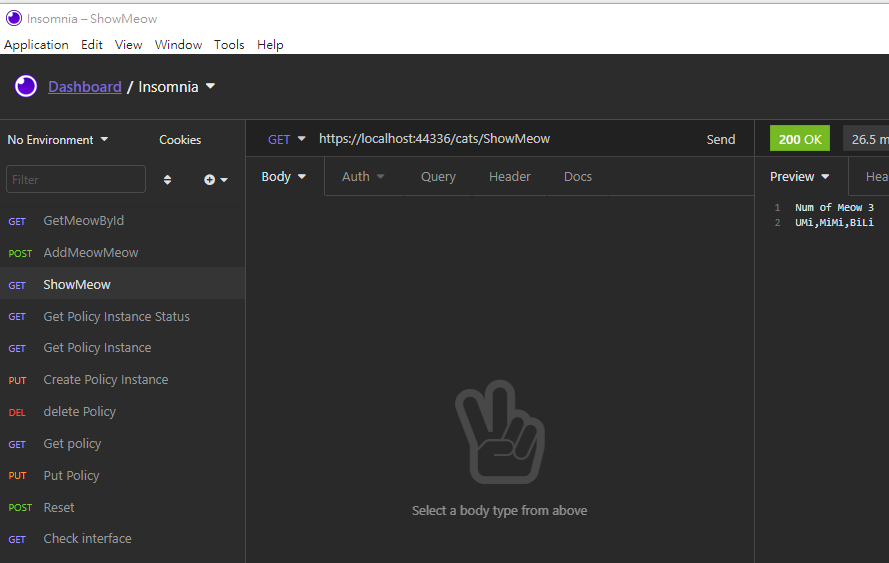 Insomnia – ShowMeow
Application Edit View Window Tools Help
Dashboard / Insomnia
No Environment Cookies
GET https://localhost:44336/cats/ShowMeow Send
200 OK 26.5 m
Filter
Body Auth Query Header Docs
Preview Hea
GET GetMeowById
POST AddMeowMeow
GET ShowMeow
GET Get Policy Instance Status
GET Get Policy Instance
PUT Create Policy Instance
DEL delete Policy
GET Get policy
PUT Put Policy
POST Reset
GET Check interface
Select a body type from above
1 Num of Meow 3
2 UMi,MiMi,BiLi